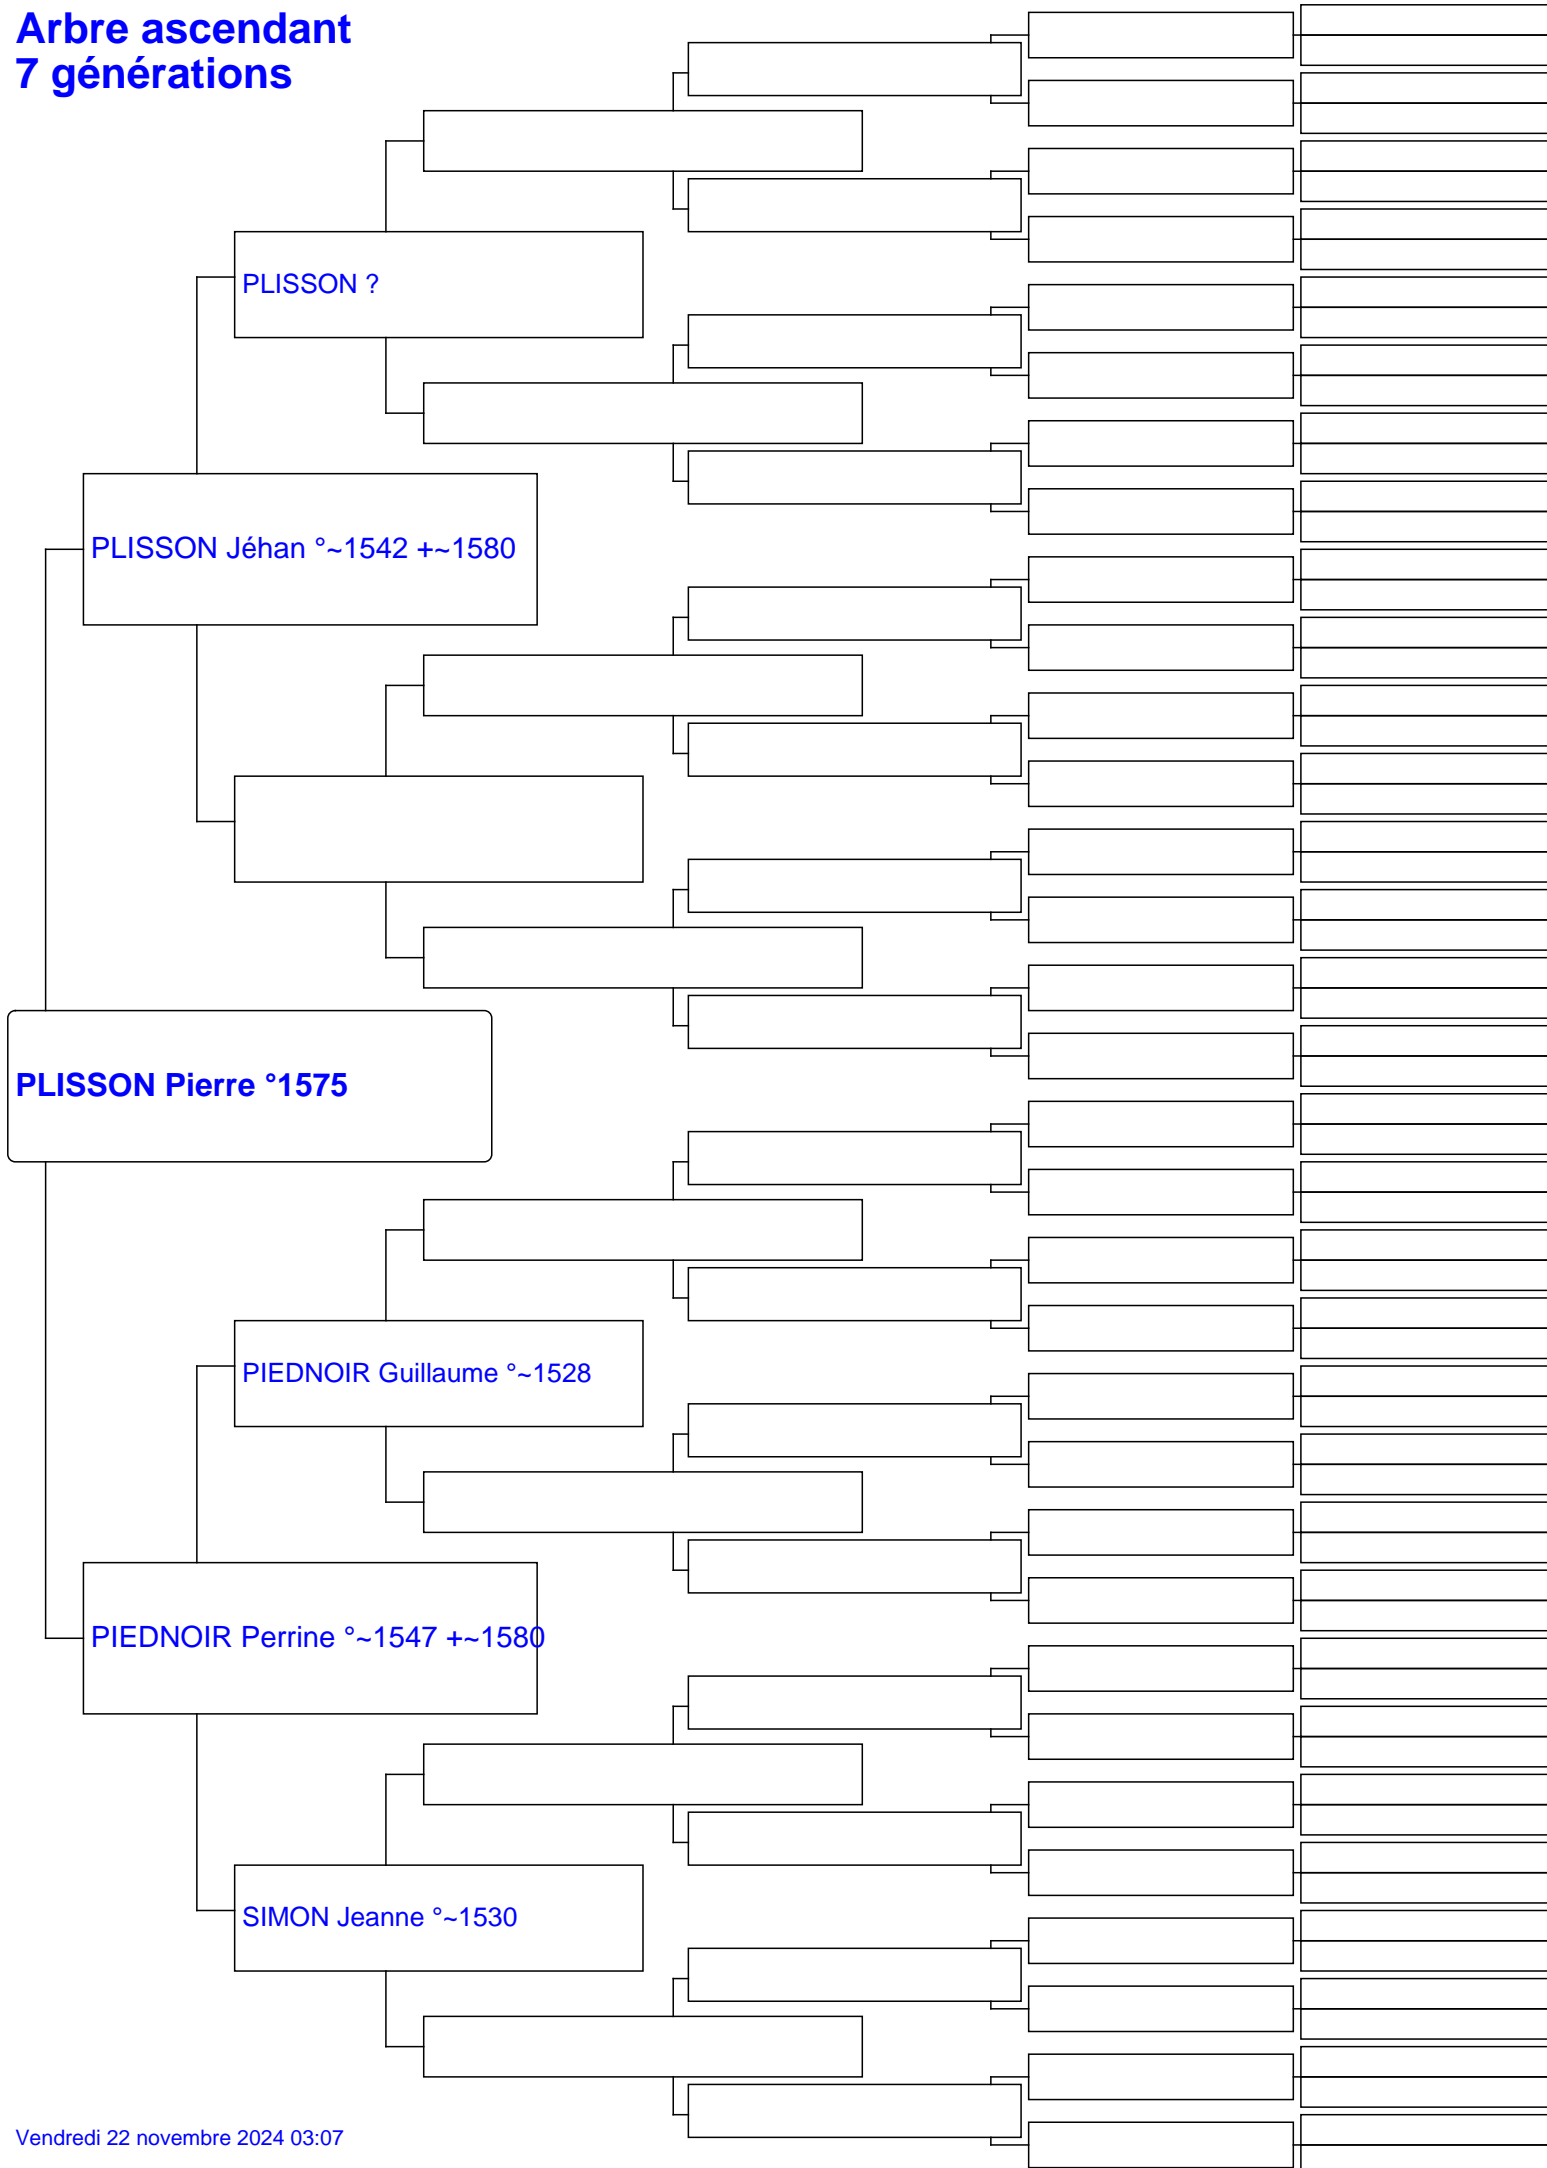 Arbre ascendant
7 générations
PLISSON ?
PLISSON Jéhan °~1542 +~1580
PLISSON Pierre °1575
PIEDNOIR Guillaume °~1528
PIEDNOIR Perrine °~1547 +~1580
SIMON Jeanne °~1530
Vendredi 22 novembre 2024 03:07